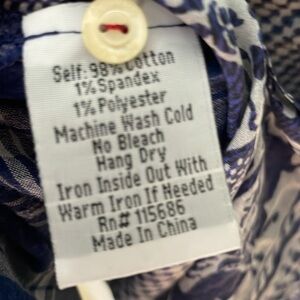 Self: 98% Cotton
1% Spandex
1% Polyester
Machine Wash Cold
No Bleach
Hang Dry
Iron Inside Out With
Warm Iron If Needed
Rn# 115686
Made In China